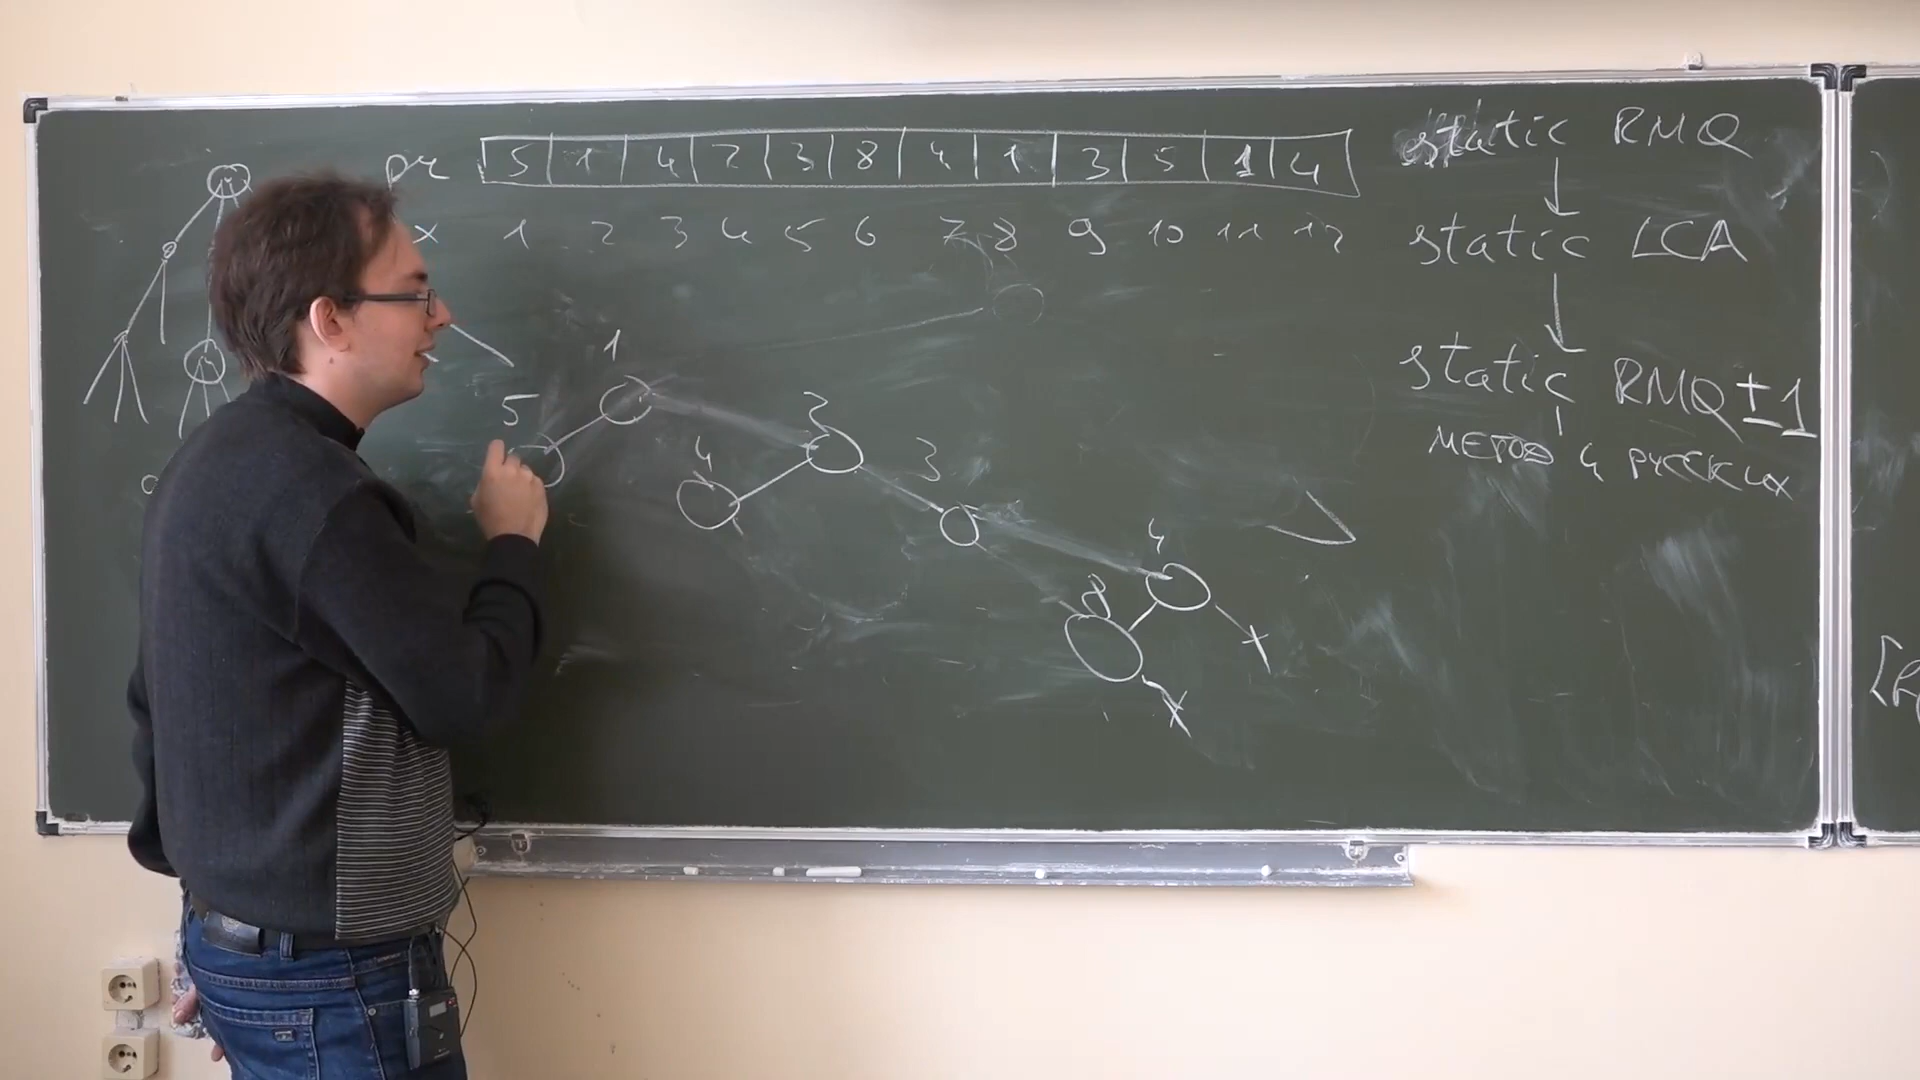 pr 5 1 4 2 3 8 4 1 3 5 1 4
x 1 2 3 4 5 6 7 8 9 10 11 12
static RMQ
static LCA
static RMQ ±1
МЕТОД 4 РУССКИХ
1
5
2
4
3
4
8